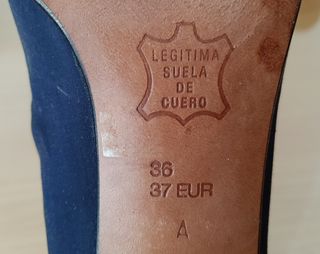 LEGITIMA
SUELA
DE
CUERO
36
37 EUR
A